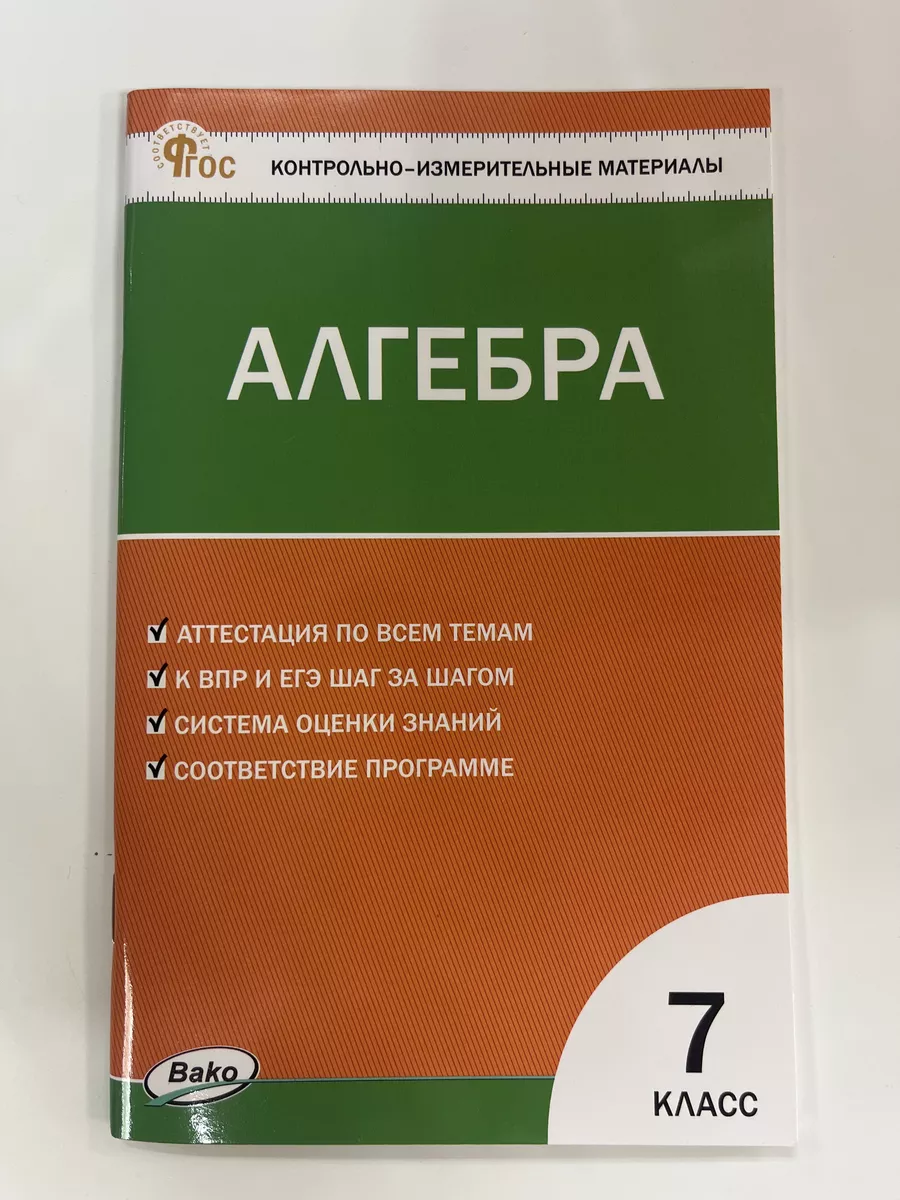 СООТВЕТСТВУЕТ
ФГОС
КОНТРОЛЬНО-ИЗМЕРИТЕЛЬНЫЕ МАТЕРИАЛЫ
АЛГЕБРА
АТТЕСТАЦИЯ ПО ВСЕМ ТЕМАМ
К ВПР И ЕГЭ ШАГ ЗА ШАГОМ
СИСТЕМА ОЦЕНКИ ЗНАНИЙ
СООТВЕТСТВИЕ ПРОГРАММЕ
Вако
7
КЛАСС